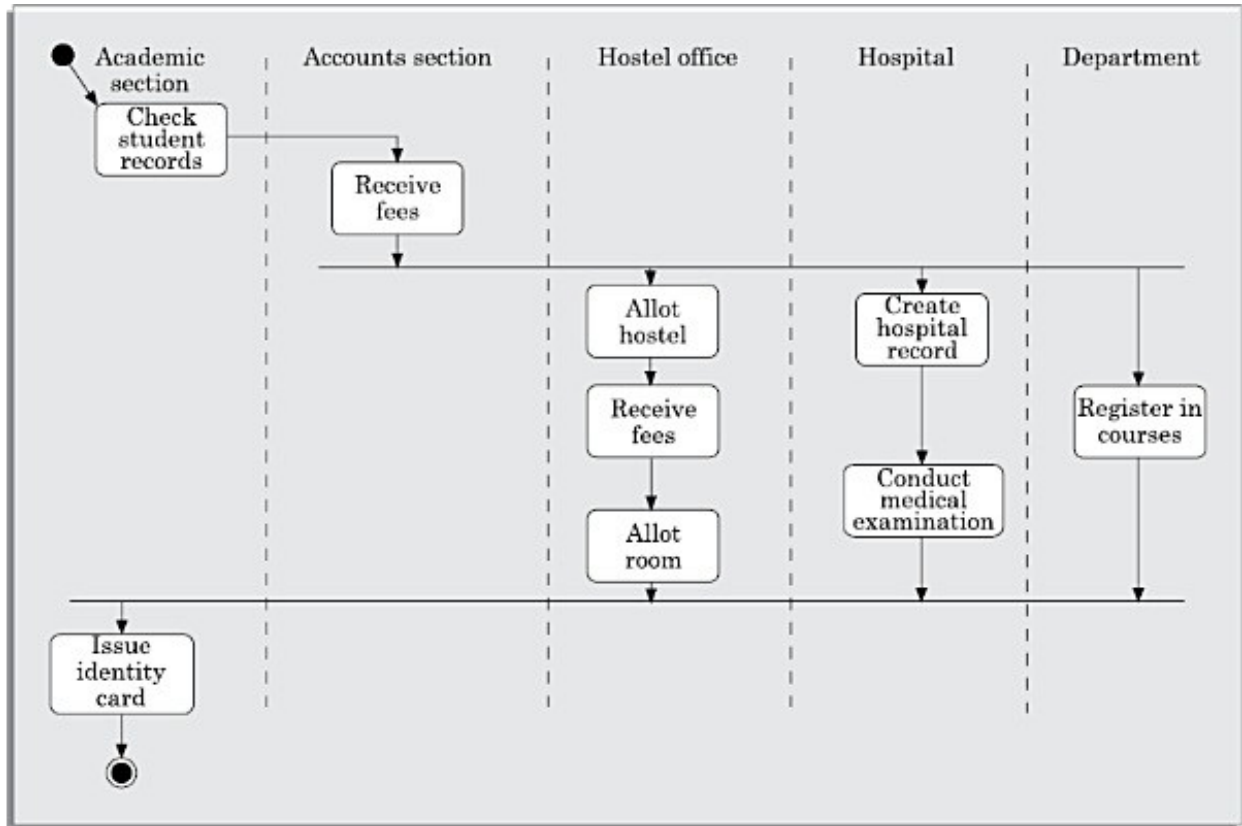 Academic
section
Accounts section
Hostel office
Hospital
Department
Check
student
records
Receive
fees
Allot
hostel
Create
hospital
record
Receive
fees
Register in
courses
Conduct
medical
examination
Allot
room
Issue
identity
card